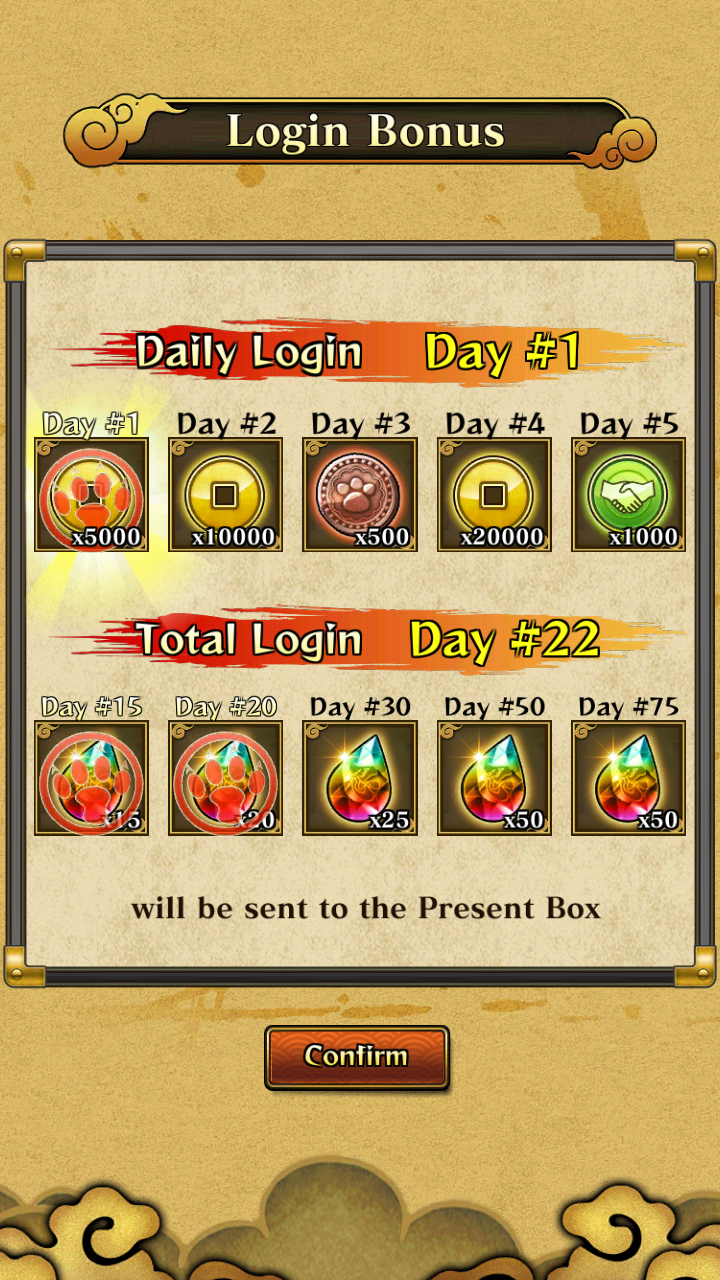 Login Bonus
Daily Login Day #1
Day #1 Day #2 Day #3 Day #4 Day #5
x5000 x10000 x500 x20000 x1000
Total Login Day #22
Day #15 Day #20 Day #30 Day #50 Day #75
x15 x20 x25 x50 x50
will be sent to the Present Box
Confirm